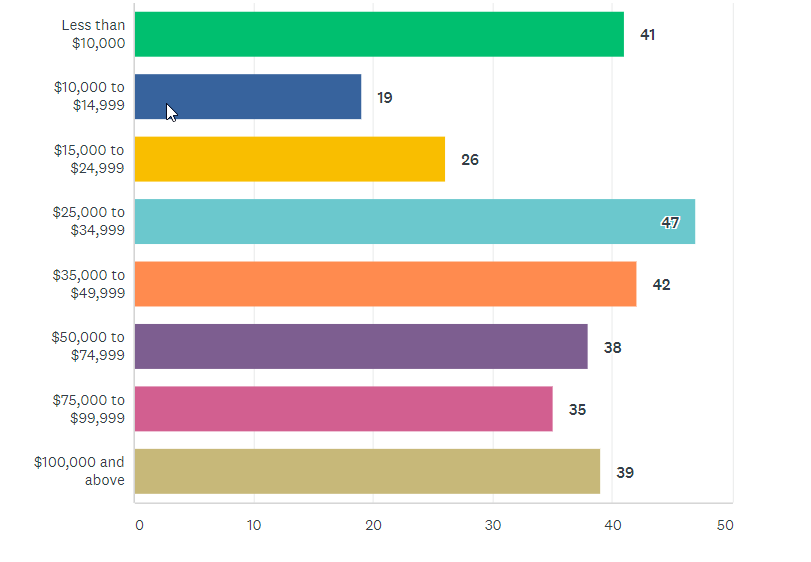 Less than
$10,000
41
$10,000 to
$14,999
19
$15,000 to
$24,999
26
$25,000 to
$34,999
47
$35,000 to
$49,999
42
$50,000 to
$74,999
38
$75,000 to
$99,999
35
$100,000 and
above
39
0 10 20 30 40 50